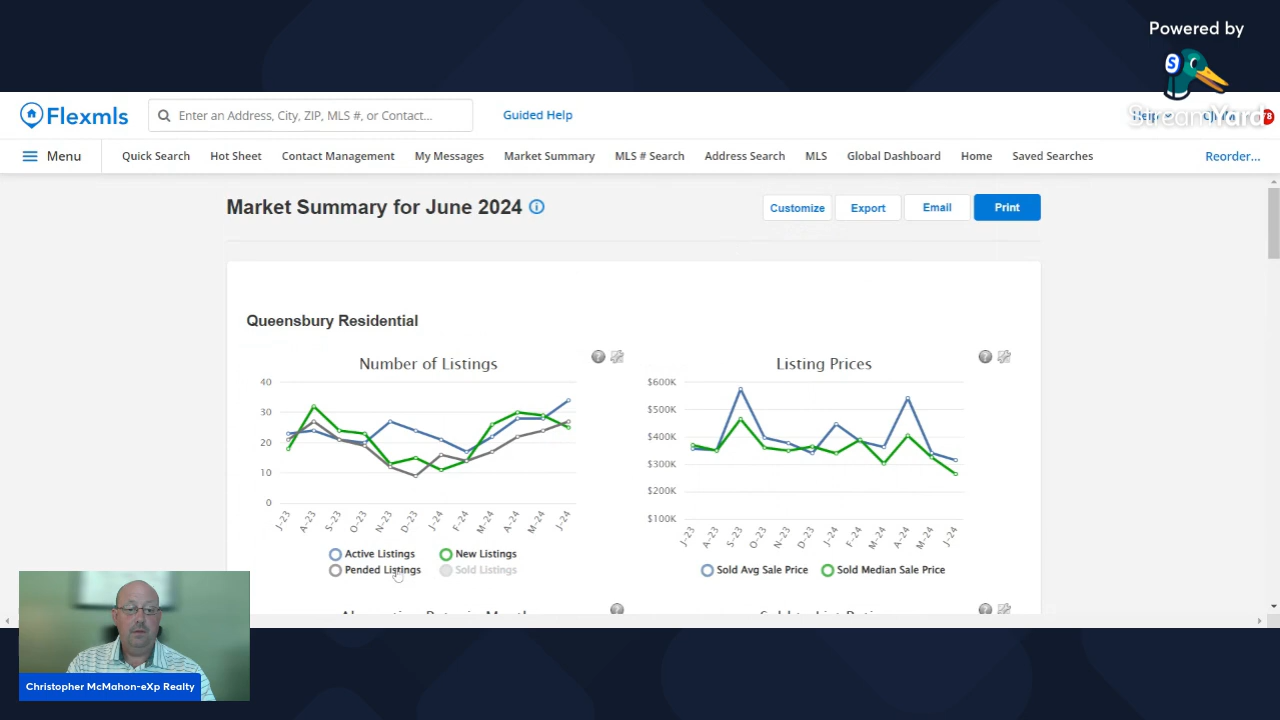 Powered by
StreamYard
Flexmls
Enter an Address, City, ZIP, MLS #, or Contact...
Guided Help
Help
78
Menu
Quick Search
Hot Sheet
Contact Management
My Messages
Market Summary
MLS # Search
Address Search
MLS
Global Dashboard
Home
Saved Searches
Reorder...
Market Summary for June 2024
Customize
Export
Email
Print
Queensbury Residential
Number of Listings
40
30
20
10
0
J-23 A-23 S-23 O-23 N-23 D-23 J-24 F-24 M-24 A-24 M-24 J-24
Active Listings
New Listings
Pended Listings
Sold Listings
Listing Prices
$600K
$500K
$400K
$300K
$200K
$100K
J-23 A-23 S-23 O-23 N-23 D-23 J-24 F-24 M-24 A-24 M-24 J-24
Sold Avg Sale Price
Sold Median Sale Price
Christopher McMahon-eXp Realty